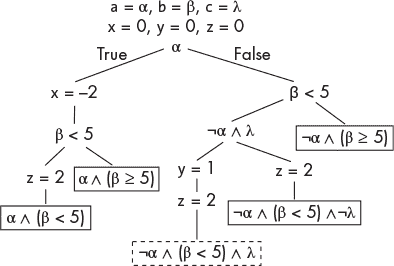 a = α, b = β, c = λ
x = 0, y = 0, z = 0
True α False
x = –2
β < 5
β < 5
¬α ∧ λ
¬α ∧ (β ≥ 5)
z = 2
α ∧ (β ≥ 5)
y = 1
z = 2
z = 2
α ∧ (β < 5)
¬α ∧ (β < 5) ∧¬λ
¬α ∧ (β < 5) ∧ λ